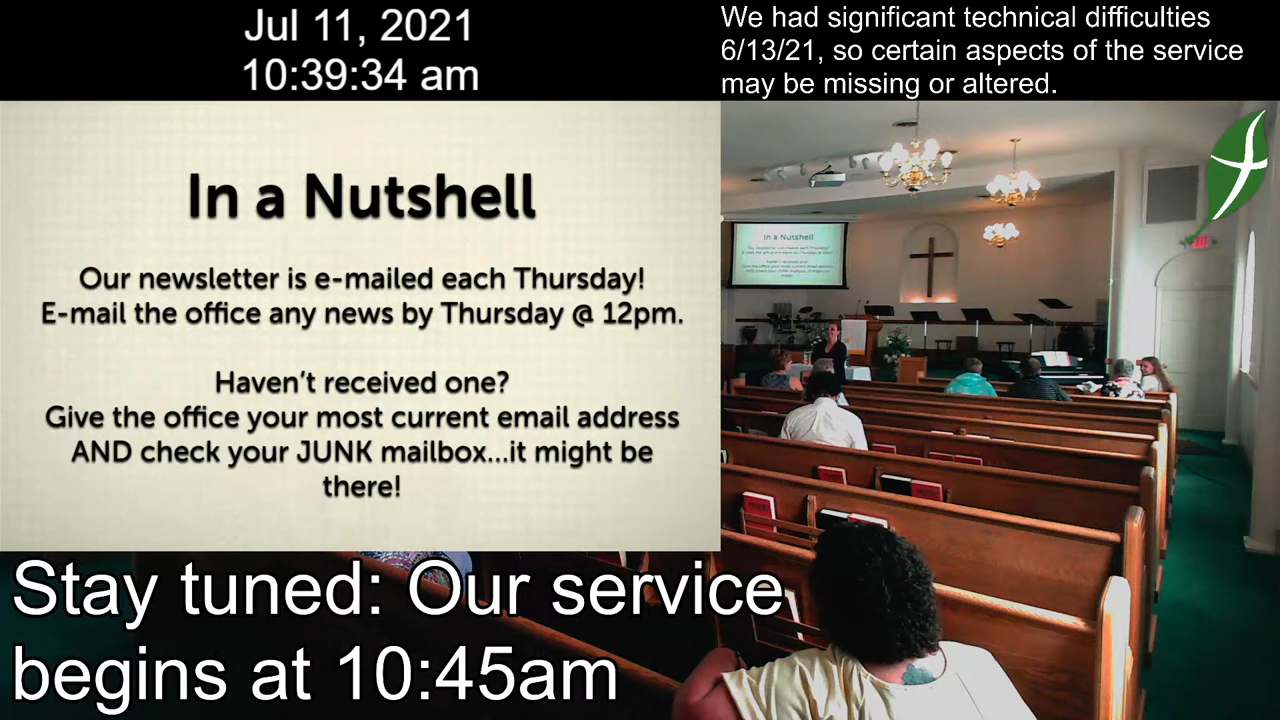 Jul 11, 2021
10:39:34 am
We had significant technical difficulties
6/13/21, so certain aspects of the service
may be missing or altered.
In a Nutshell
Our newsletter is e-mailed each Thursday!
E-mail the office any news by Thursday @ 12pm.
Haven't received one?
Give the office your most current email address
AND check your JUNK mailbox...it might be
there!
In a Nutshell
Stay tuned: Our service
begins at 10:45am